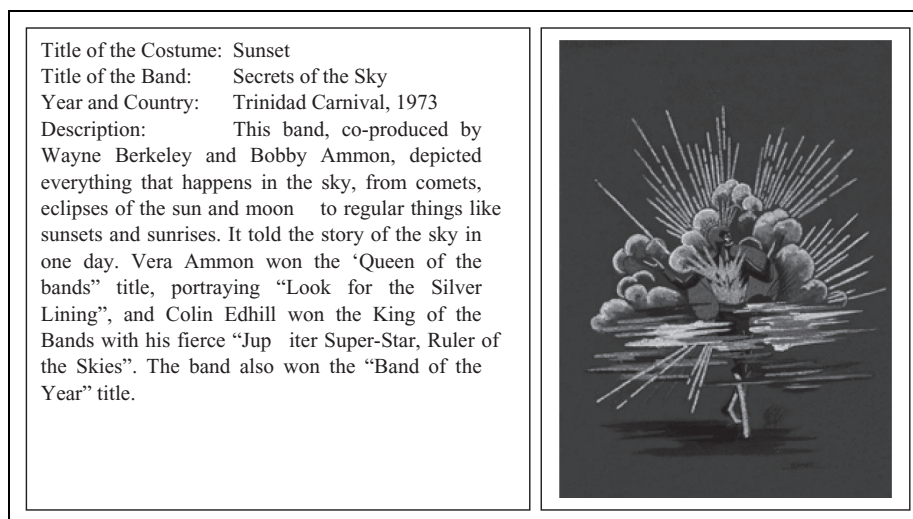 Title of the Costume: Sunset
Title of the Band: Secrets of the Sky
Year and Country: Trinidad Carnival, 1973
Description: This band, co-produced by
Wayne Berkeley and Bobby Ammon, depicted
everything that happens in the sky, from comets,
eclipses of the sun and moon to regular things like
sunsets and sunrises. It told the story of the sky in
one day. Vera Ammon won the ‘Queen of the
bands” title, portraying “Look for the Silver
Lining”, and Colin Edhill won the King of the
Bands with his fierce “Jup iter Super-Star, Ruler of
the Skies”. The band also won the “Band of the
Year” title.